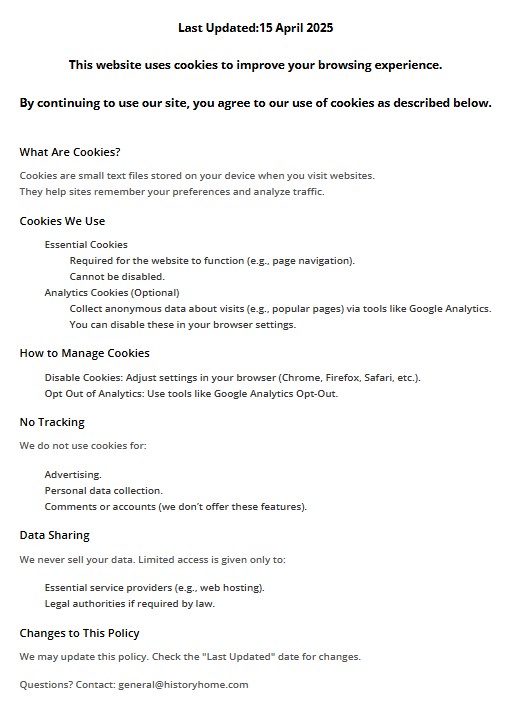 Last Updated:15 April 2025
This website uses cookies to improve your browsing experience.
By continuing to use our site, you agree to our use of cookies as described below.
What Are Cookies?
Cookies are small text files stored on your device when you visit websites.
They help sites remember your preferences and analyze traffic.
Cookies We Use
Essential Cookies
Required for the website to function (e.g., page navigation).
Cannot be disabled.
Analytics Cookies (Optional)
Collect anonymous data about visits (e.g., popular pages) via tools like Google Analytics.
You can disable these in your browser settings.
How to Manage Cookies
Disable Cookies: Adjust settings in your browser (Chrome, Firefox, Safari, etc.).
Opt Out of Analytics: Use tools like Google Analytics Opt-Out.
No Tracking
We do not use cookies for:
Advertising.
Personal data collection.
Comments or accounts (we don’t offer these features).
Data Sharing
We never sell your data. Limited access is given only to:
Essential service providers (e.g., web hosting).
Legal authorities if required by law.
Changes to This Policy
We may update this policy. Check the "Last Updated" date for changes.
Questions? Contact: general@historyhome.com